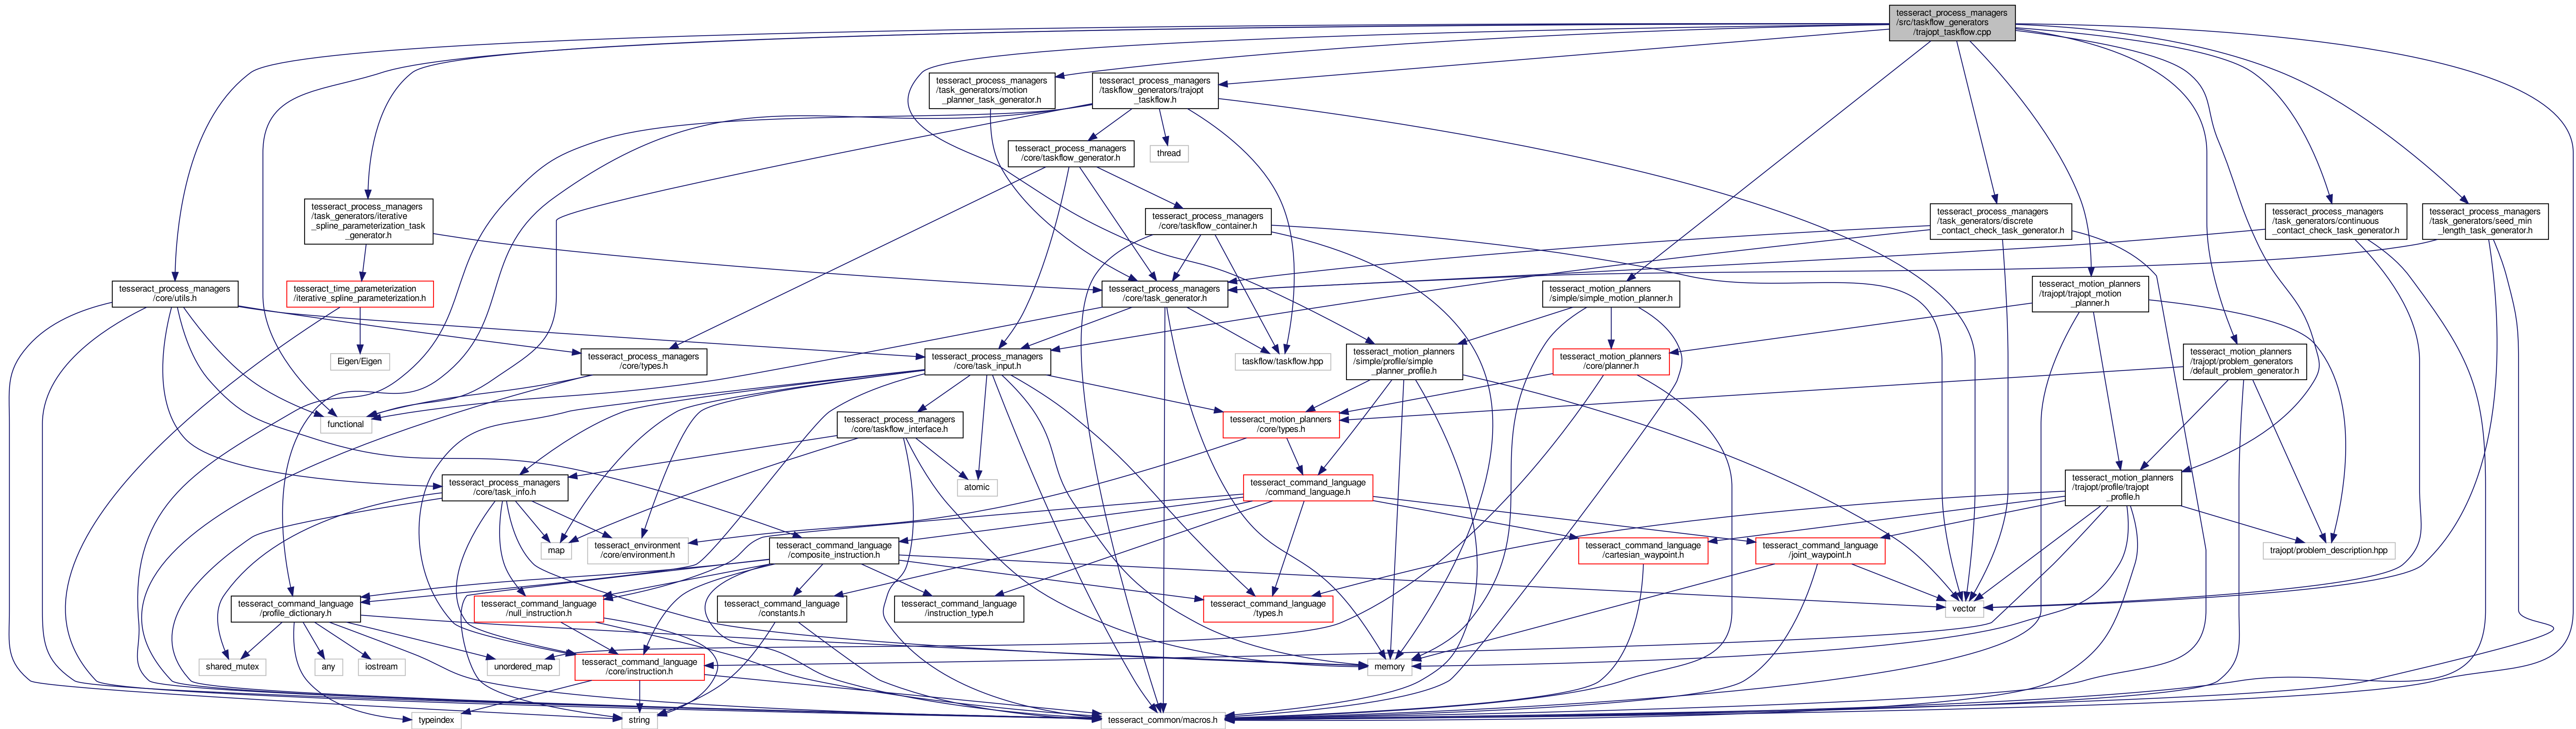 tesseract_process_managers
/src/taskflow_generators
/trajopt_taskflow.cpp
tesseract_process_managers
/task_generators/motion
_planner_task_generator.h
tesseract_process_managers
/taskflow_generators/trajopt
_taskflow.h
tesseract_process_managers
/core/taskflow_generator.h
thread
tesseract_process_managers
/task_generators/iterative
_spline_parameterization_task
_generator.h
tesseract_process_managers
/core/taskflow_container.h
tesseract_process_managers
/task_generators/discrete
_contact_check_task_generator.h
tesseract_process_managers
/task_generators/continuous
_contact_check_task_generator.h
tesseract_process_managers
/task_generators/seed_min
_length_task_generator.h
tesseract_process_managers
/core/utils.h
tesseract_time_parameterization
/iterative_spline_parameterization.h
tesseract_process_managers
/core/task_generator.h
tesseract_motion_planners
/simple/simple_motion_planner.h
tesseract_motion_planners
/trajopt/trajopt_motion
_planner.h
Eigen/Eigen
tesseract_process_managers
/core/types.h
tesseract_process_managers
/core/task_input.h
taskflow/taskflow.hpp
tesseract_motion_planners
/simple/profile/simple
_planner_profile.h
tesseract_motion_planners
/core/planner.h
tesseract_motion_planners
/trajopt/problem_generators
/default_problem_generator.h
functional
tesseract_process_managers
/core/taskflow_interface.h
tesseract_motion_planners
/core/types.h
tesseract_process_managers
/core/task_info.h
atomic
tesseract_command_language
/command_language.h
tesseract_motion_planners
/trajopt/profile/trajopt
_profile.h
map
tesseract_environment
/core/environment.h
tesseract_command_language
/composite_instruction.h
tesseract_command_language
/cartesian_waypoint.h
tesseract_command_language
/joint_waypoint.h
trajopt/problem_description.hpp
tesseract_command_language
/profile_dictionary.h
tesseract_command_language
/null_instruction.h
tesseract_command_language
/constants.h
tesseract_command_language
/instruction_type.h
tesseract_command_language
/types.h
vector
shared_mutex
any
iostream
unordered_map
tesseract_command_language
/core/instruction.h
memory
typeindex
string
tesseract_common/macros.h